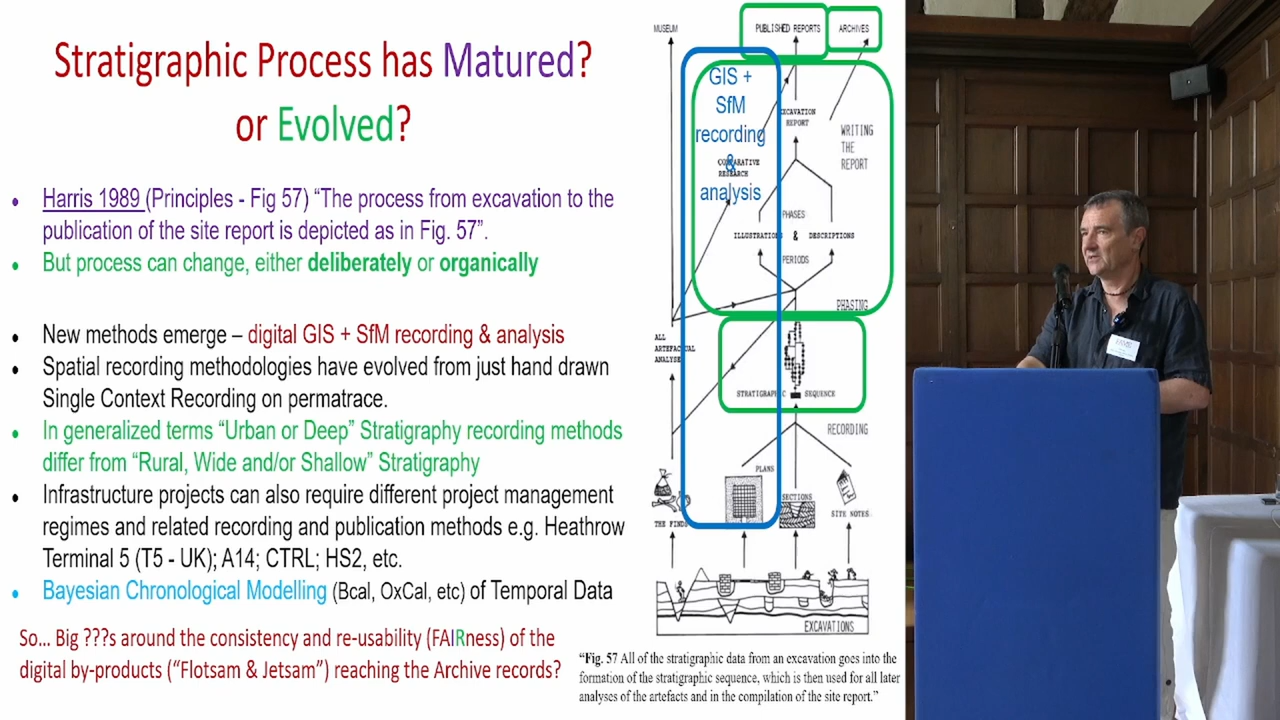 Stratigraphic Process has Matured?
or Evolved?
Harris 1989 (Principles - Fig 57) “The process from excavation to the
publication of the site report is depicted as in Fig. 57”.
But process can change, either deliberately or organically
New methods emerge – digital GIS + SfM recording & analysis
Spatial recording methodologies have evolved from just hand drawn
Single Context Recording on permatrace.
In generalized terms “Urban or Deep” Stratigraphy recording methods
differ from “Rural, Wide and/or Shallow” Stratigraphy
Infrastructure projects can also require different project management
regimes and related recording and publication methods e.g. Heathrow
Terminal 5 (T5 - UK); A14; CTRL; HS2, etc.
Bayesian Chronological Modelling (Bcal, OxCal, etc) of Temporal Data
So... Big ???s around the consistency and re-usability (FAIRness) of the
digital by-products (“Flotsam & Jetsam”) reaching the Archive records?
MUSEUM
PUBLISHED REPORTS
ARCHIVES
GIS +
SfM
recording
&
analysis
EXCAVATION
REPORT
WRITING
THE
REPORT
COMPARATIVE
RESEARCH
PHASES
ILLUSTRATIONS & DESCRIPTIONS
PERIODS
PHASING
ALL
ARTEFACTUAL
ANALYSES
STRATIGRAPHIC SEQUENCE
RECORDING
PLANS
SECTIONS
SITE NOTES
THE FINDS
EXCAVATIONS
“Fig. 57 All of the stratigraphic data from an excavation goes into the
formation of the stratigraphic sequence, which is then used for all later
analyses of the artefacts and in the compilation of the site report.”